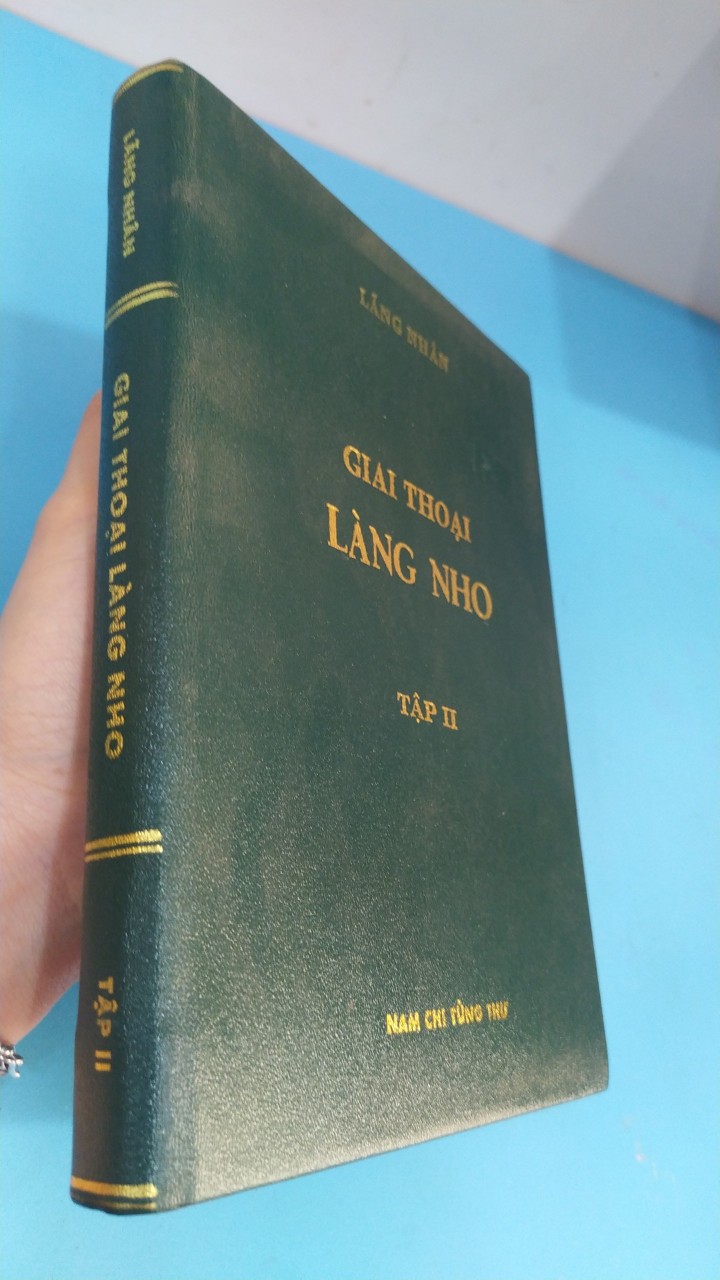 LÃNG NHÂN
GIAI THOẠI LÀNG NHO
TẬP II
LÃNG NHÂN
GIAI THOẠI
LÀNG NHO
TẬP II
NAM CHI TÙNG THƯ